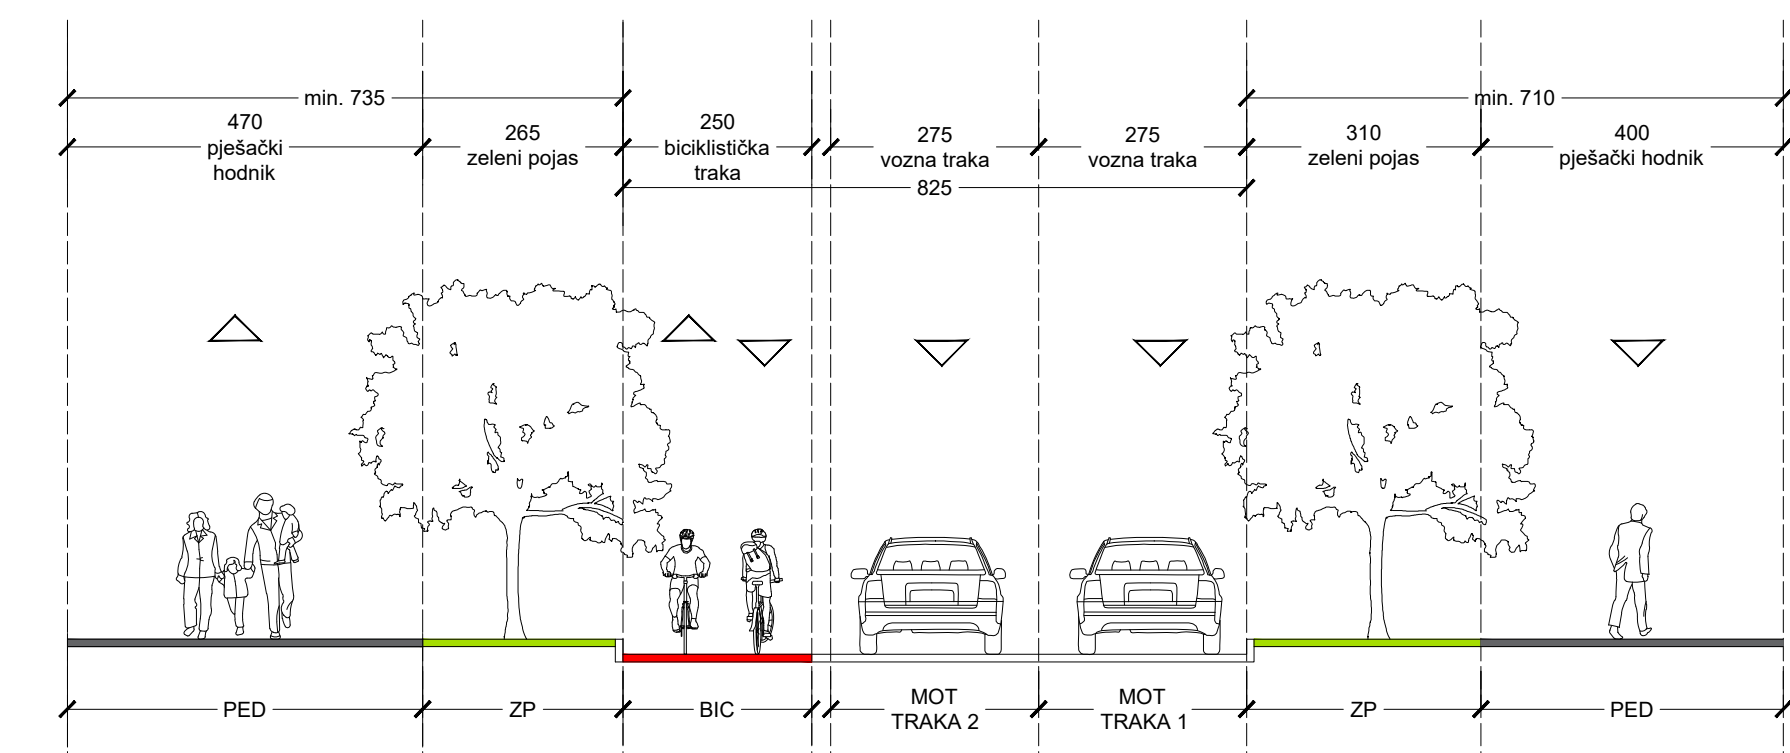 min. 735
min. 710
470
pješački
hodnik
265
zeleni pojas
250
biciklistička
traka
275
vozna traka
275
vozna traka
310
zeleni pojas
400
pješački hodnik
825
PED
ZP
BIC
MOT
TRAKA 2
MOT
TRAKA 1
ZP
PED